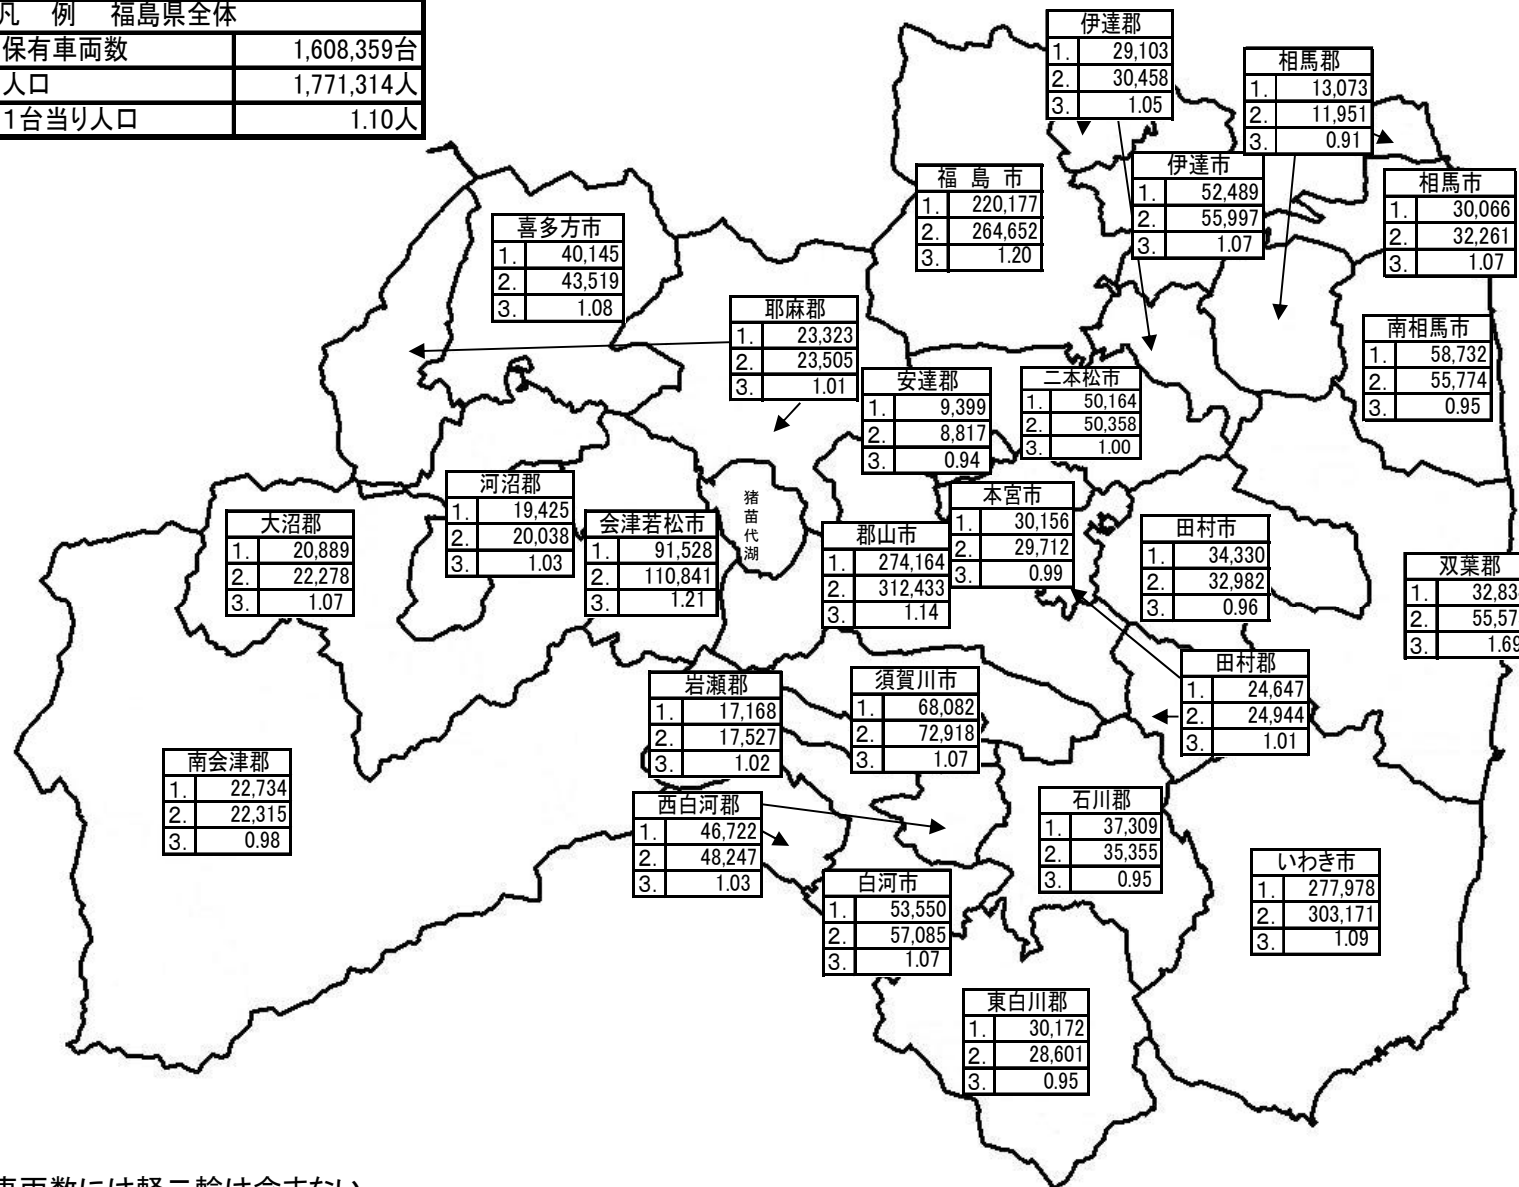 凡 例 福島県全体
保有車両数 1,608,359台
人口 1,771,314人
1台当り人口 1.10人
伊達郡
1. 29,103
2. 30,458
3. 1.05
相馬郡
1. 13,073
2. 11,951
3. 0.91
福 島 市
1. 220,177
2. 264,652
3. 1.20
伊達市
1. 52,489
2. 55,997
3. 1.07
相馬市
1. 30,066
2. 32,261
3. 1.07
喜多方市
1. 40,145
2. 43,519
3. 1.08
耶麻郡
1. 23,323
2. 23,505
3. 1.01
南相馬市
1. 58,732
2. 55,774
3. 0.95
安達郡
1. 9,399
2. 8,817
3. 0.94
二本松市
1. 50,164
2. 50,358
3. 1.00
猪苗代湖
河沼郡
1. 19,425
2. 20,038
3. 1.03
大沼郡
1. 20,889
2. 22,278
3. 1.07
会津若松市
1. 91,528
2. 110,841
3. 1.21
郡山市
1. 274,164
2. 312,433
3. 1.14
本宮市
1. 30,156
2. 29,712
3. 0.99
田村市
1. 34,330
2. 32,982
3. 0.96
双葉郡
1.
2.
3. 1.69
田村郡
1. 24,647
2. 24,944
3. 1.01
岩瀬郡
1. 17,168
2. 17,527
3. 1.02
須賀川市
1. 68,082
2. 72,918
3. 1.07
南会津郡
1. 22,734
2. 22,315
3. 0.98
西白河郡
1. 46,722
2. 48,247
3. 1.03
石川郡
1. 37,309
2. 35,355
3. 0.95
いわき市
1. 277,978
2. 303,171
3. 1.09
白河市
1. 53,550
2. 57,085
3. 1.07
東白川郡
1. 30,172
2. 28,601
3. 0.95
車両数には軽二輪は含まない